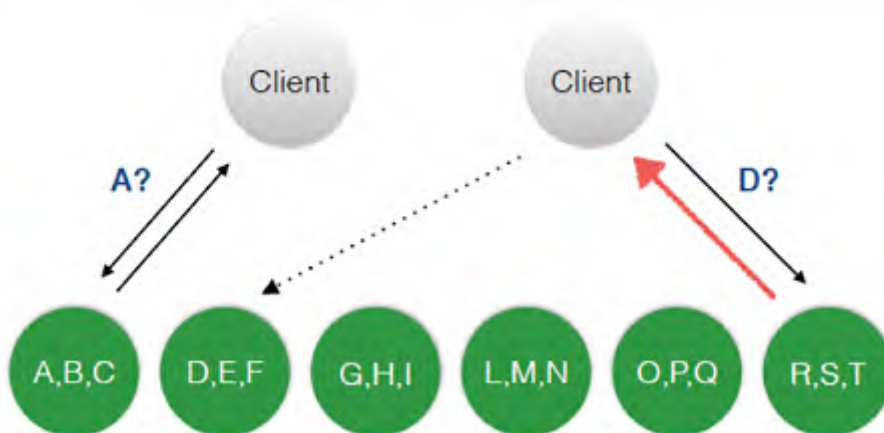 Client
Client
A?
D?
A,B,C
D,E,F
G,H,I
L,M,N
O,P,Q
R,S,T